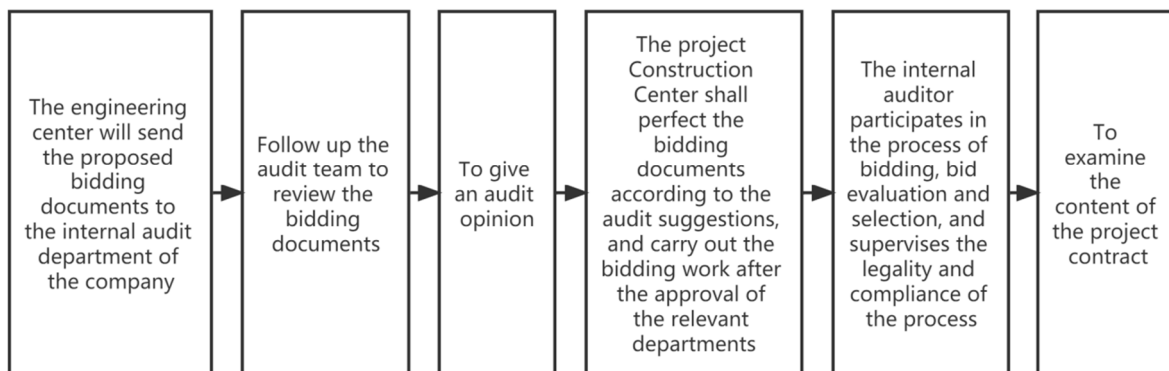 The engineering
center will send
the proposed
bidding
documents to
the internal audit
department of
the company
Follow up the
audit team to
review the
bidding
documents
To give
an audit
opinion
The project
Construction
Center shall
perfect the
bidding
documents
according to the
audit suggestions,
and carry out the
bidding work after
the approval of
the relevant
departments
The internal
auditor
participates in
the process of
bidding, bid
evaluation and
selection, and
supervises the
legality and
compliance of
the process
To
examine
the
content of
the project
contract